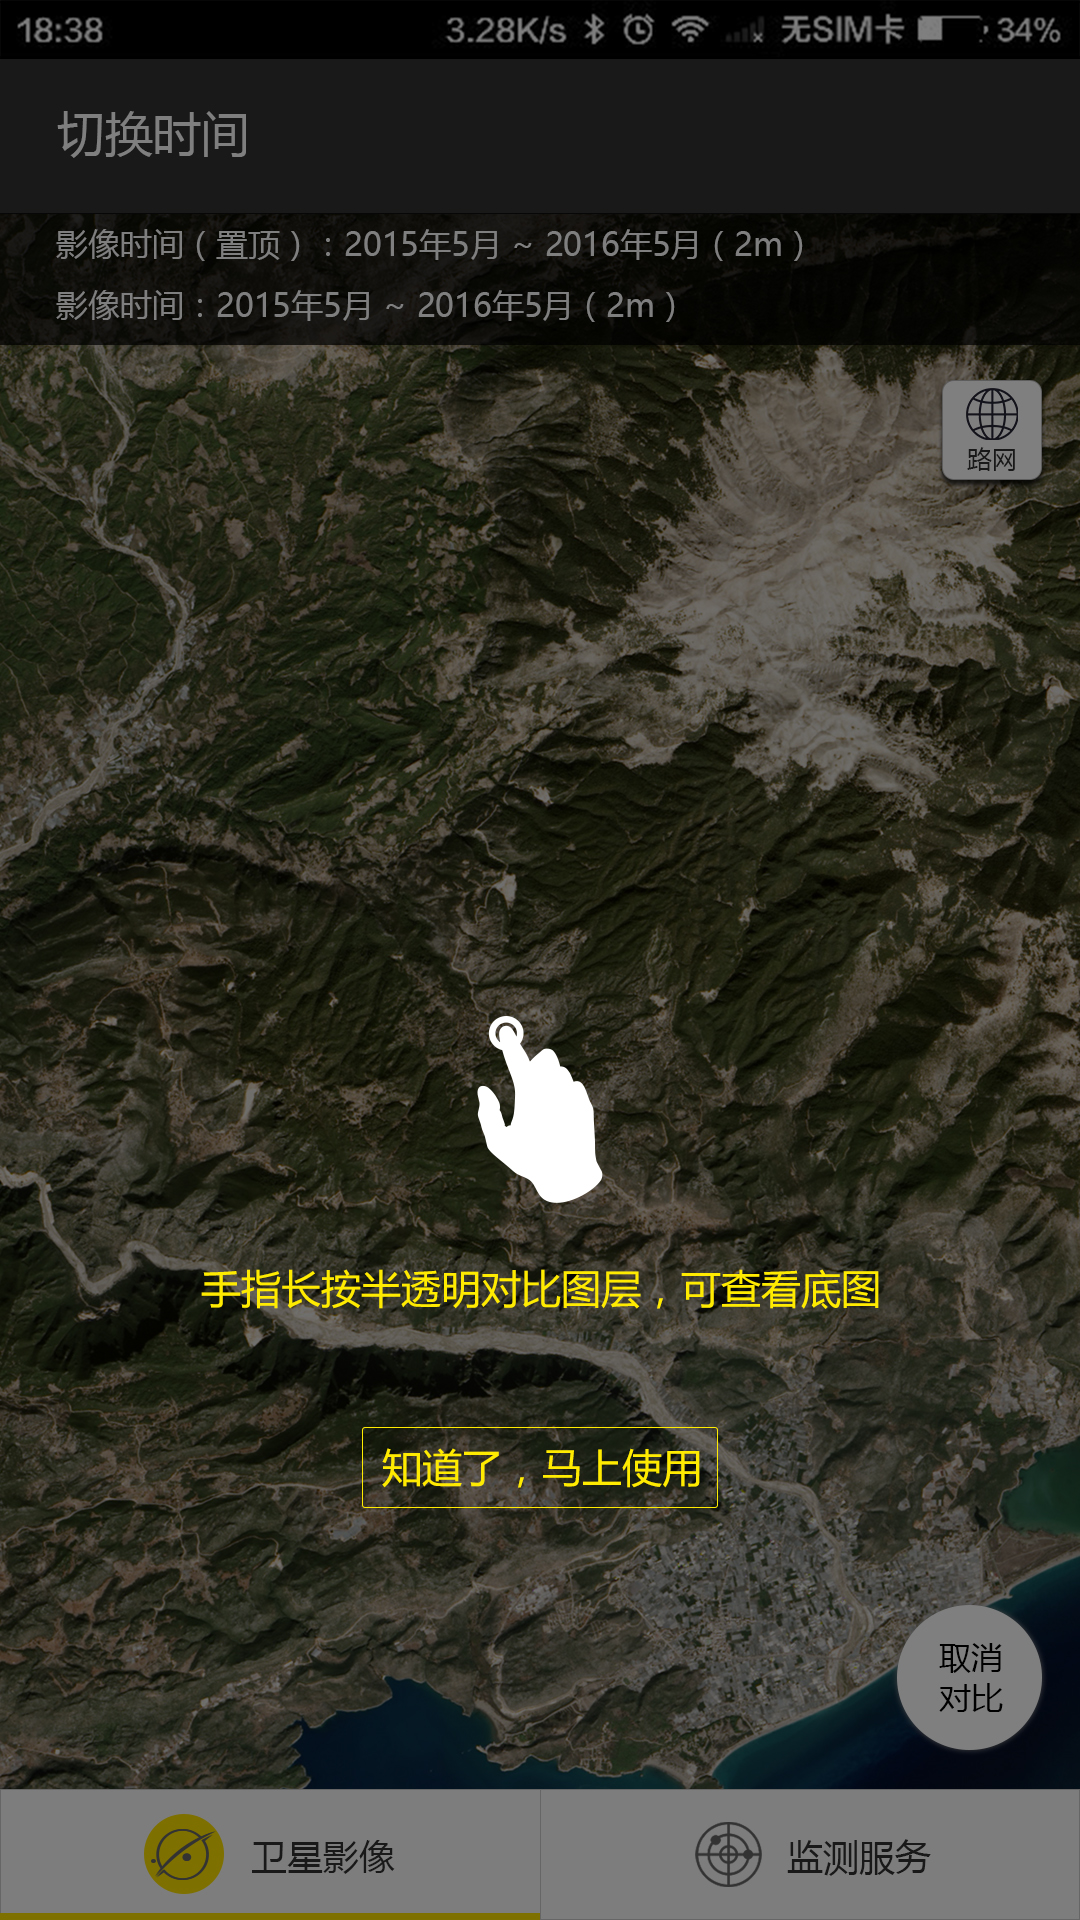 18:38 3.28K/s 无SIM卡 34%
切换时间
影像时间（置顶）：2015年5月 ~ 2016年5月（2m）
影像时间：2015年5月 ~ 2016年5月（2m）
路网
手指长按半透明对比图层，可查看底图
知道了，马上使用
取消
对比
卫星影像
监测服务